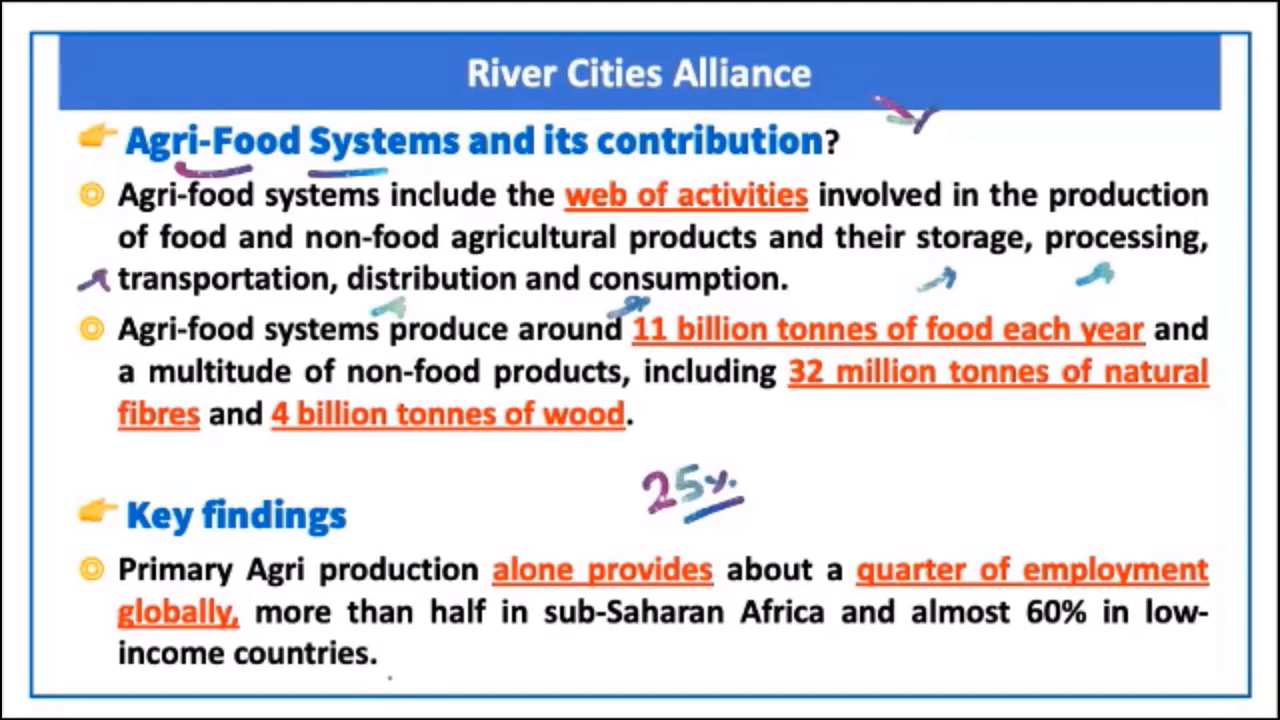 River Cities Alliance
Agri-Food Systems and its contribution?
Agri-food systems include the web of activities involved in the production
of food and non-food agricultural products and their storage, processing,
transportation, distribution and consumption.
Agri-food systems produce around 11 billion tonnes of food each year and
a multitude of non-food products, including 32 million tonnes of natural
fibres and 4 billion tonnes of wood.
25%
Key findings
Primary Agri production alone provides about a quarter of employment
globally, more than half in sub-Saharan Africa and almost 60% in low-
income countries.